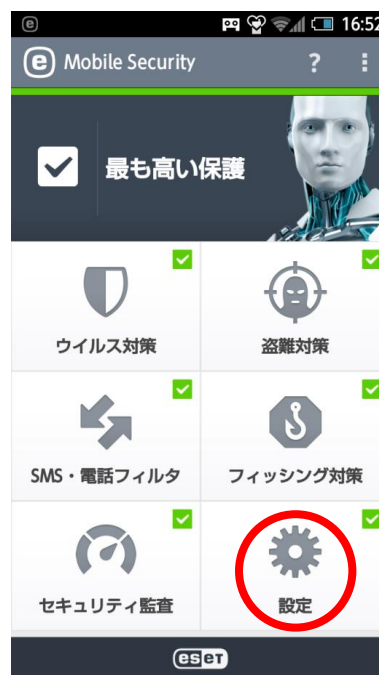 e 16:52
e Mobile Security ?
最も高い保護
ウイルス対策 盗難対策
SMS・電話フィルタ フィッシング対策
セキュリティ監査 設定
eset